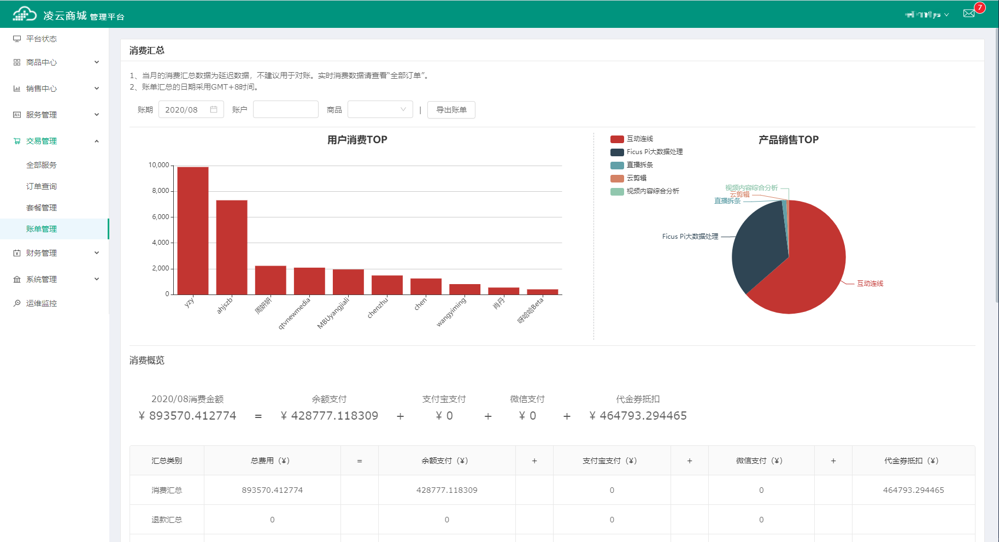 凌云商城 管理平台
7
平台状态
商品中心
销售中心
服务管理
交易管理
全部服务
订单查询
套餐管理
账单管理
财务管理
系统管理
运维监控
消费汇总
1、当月的消费汇总数据为延迟数据，不建议用于对账。实时消费数据请查看“全部订单”。
2、账单汇总的日期采用GMT+8时间。
账期 2020/08 账户 商品 | 导出账单
用户消费TOP
10,000
8,000
6,000
4,000
2,000
0
yzy
ahjszb
周妍妍
qtvnewmedia
MBUyangjiali
chenzhu
chen
wangyiming
肖丹
呀哈哈Beta
产品销售TOP
互动连线
Ficus Pi大数据处理
直播拆条
云剪辑
视频内容综合分析
视频内容综合分析
云剪辑
直播拆条
Ficus Pi大数据处理
互动连线
消费概览
2020/08消费金额 余额支付 支付宝支付 微信支付 代金券抵扣
¥ 893570.412774 = ¥ 428777.118309 + ¥ 0 + ¥ 0 + ¥ 464793.294465
汇总类别 总费用（¥） = 余额支付（¥） + 支付宝支付（¥） + 微信支付（¥） + 代金券抵扣（¥）
消费汇总 893570.412774 428777.118309 0 0 464793.294465
退款汇总 0 0 0 0